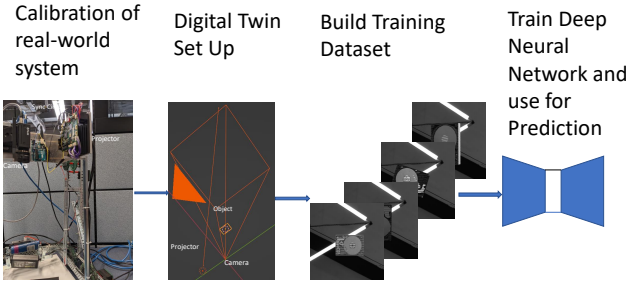 Calibration of
real-world
system
Digital Twin
Set Up
Build Training
Dataset
Train Deep
Neural
Network and
use for
Prediction
Projector
Camera
Object
Projector
Camera